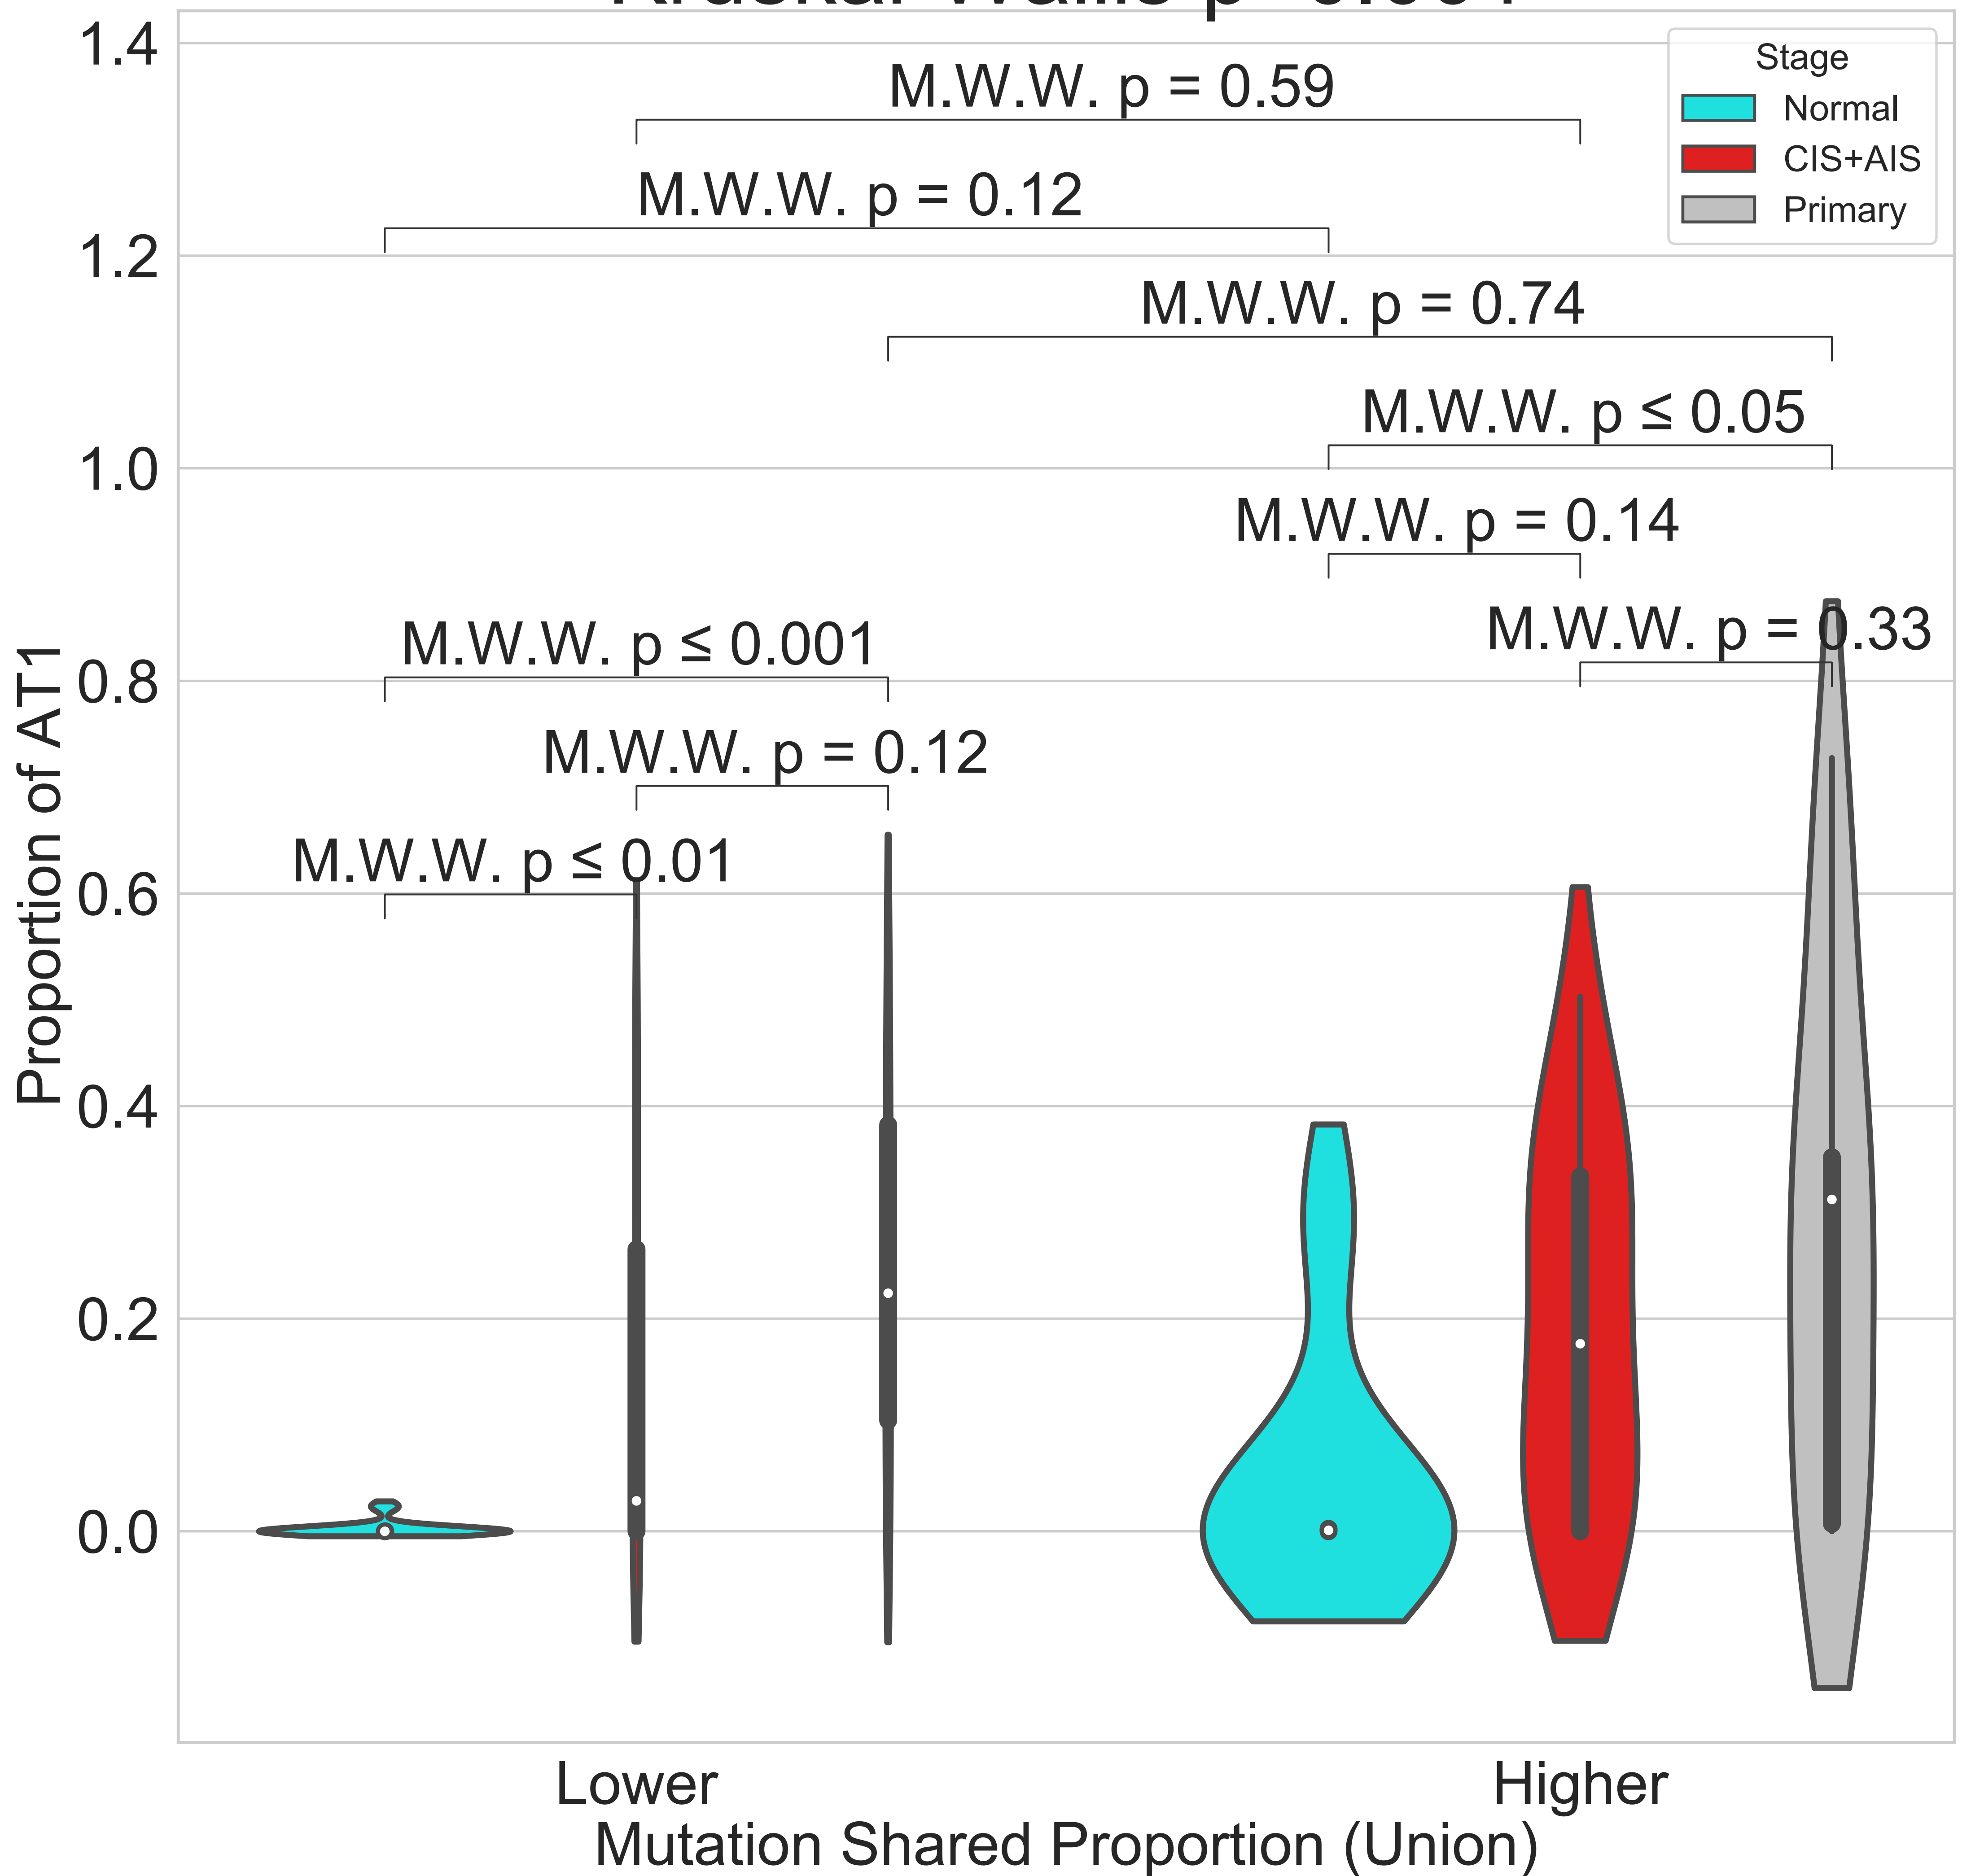 1.4
1.2
1.0
0.8
0.6
0.4
0.2
0.0
Proportion of AT1
M.W.W. p = 0.59
M.W.W. p = 0.12
M.W.W. p = 0.74
M.W.W. p ≤ 0.05
M.W.W. p = 0.14
M.W.W. p = 0.33
M.W.W. p ≤ 0.001
M.W.W. p = 0.12
M.W.W. p ≤ 0.01
Stage
Normal
CIS+AIS
Primary
Lower
Higher
Mutation Shared Proportion (Union)